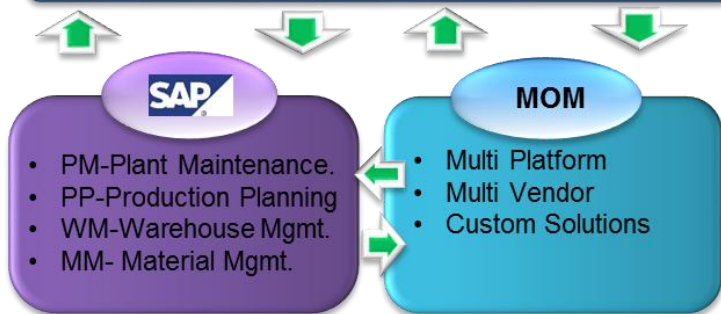 SAP
®
MOM
• PM-Plant Maintenance.
• PP-Production Planning
• WM-Warehouse Mgmt.
• MM- Material Mgmt.
• Multi Platform
• Multi Vendor
• Custom Solutions